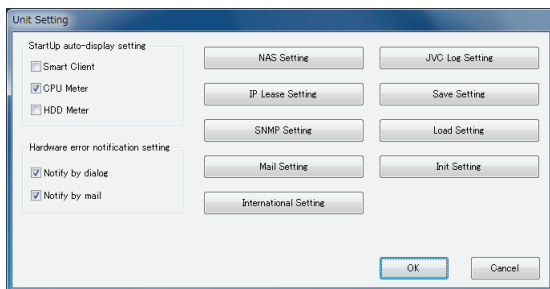 Unit Setting
StartUp auto-display setting
Smart Client
CPU Meter
HDD Meter
Hardware error notification setting
Notify by dialog
Notify by mail
NAS Setting
JVC Log Setting
IP Lease Setting
Save Setting
SNMP Setting
Load Setting
Mail Setting
Init Setting
International Setting
OK
Cancel